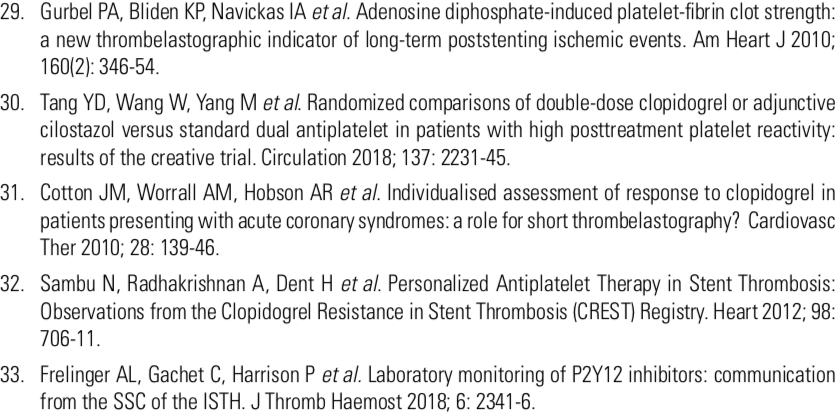 29. Gurbel PA, Bliden KP, Navickas IA et al. Adenosine diphosphate-induced platelet-fibrin clot strength:
a new thrombelastographic indicator of long-term poststenting ischemic events. Am Heart J 2010;
160(2): 346-54.
30. Tang YD, Wang W, Yang M et al. Randomized comparisons of double-dose clopidogrel or adjunctive
cilostazol versus standard dual antiplatelet in patients with high posttreatment platelet reactivity:
results of the creative trial. Circulation 2018; 137: 2231-45.
31. Cotton JM, Worrall AM, Hobson AR et al. Individualised assessment of response to clopidogrel in
patients presenting with acute coronary syndromes: a role for short thrombelastography? Cardiovasc
Ther 2010; 28: 139-46.
32. Sambu N, Radhakrishnan A, Dent H et al. Personalized Antiplatelet Therapy in Stent Thrombosis:
Observations from the Clopidogrel Resistance in Stent Thrombosis (CREST) Registry. Heart 2012; 98:
706-11.
33. Frelinger AL, Gachet C, Harrison P et al. Laboratory monitoring of P2Y12 inhibitors: communication
from the SSC of the ISTH. J Thromb Haemost 2018; 6: 2341-6.